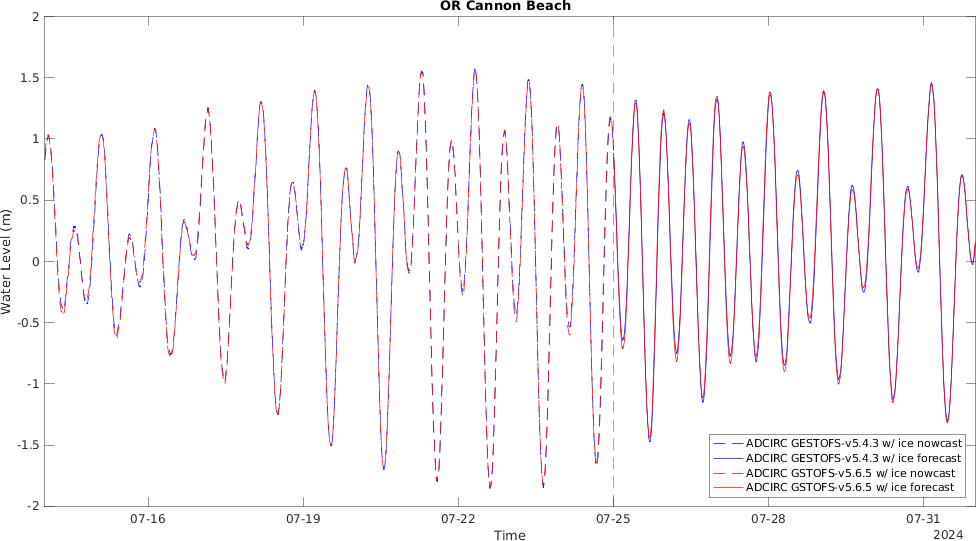 OR Cannon Beach
2
1.5
1
0.5
0
-0.5
-1
-1.5
-2
Water Level (m)
ADCIRC GESTOFS-v5.4.3 w/ ice nowcast
ADCIRC GESTOFS-v5.4.3 w/ ice forecast
ADCIRC GSTOFS-v5.6.5 w/ ice nowcast
ADCIRC GSTOFS-v5.6.5 w/ ice forecast
07-16 07-19 07-22 07-25 07-28 07-31
Time
2024